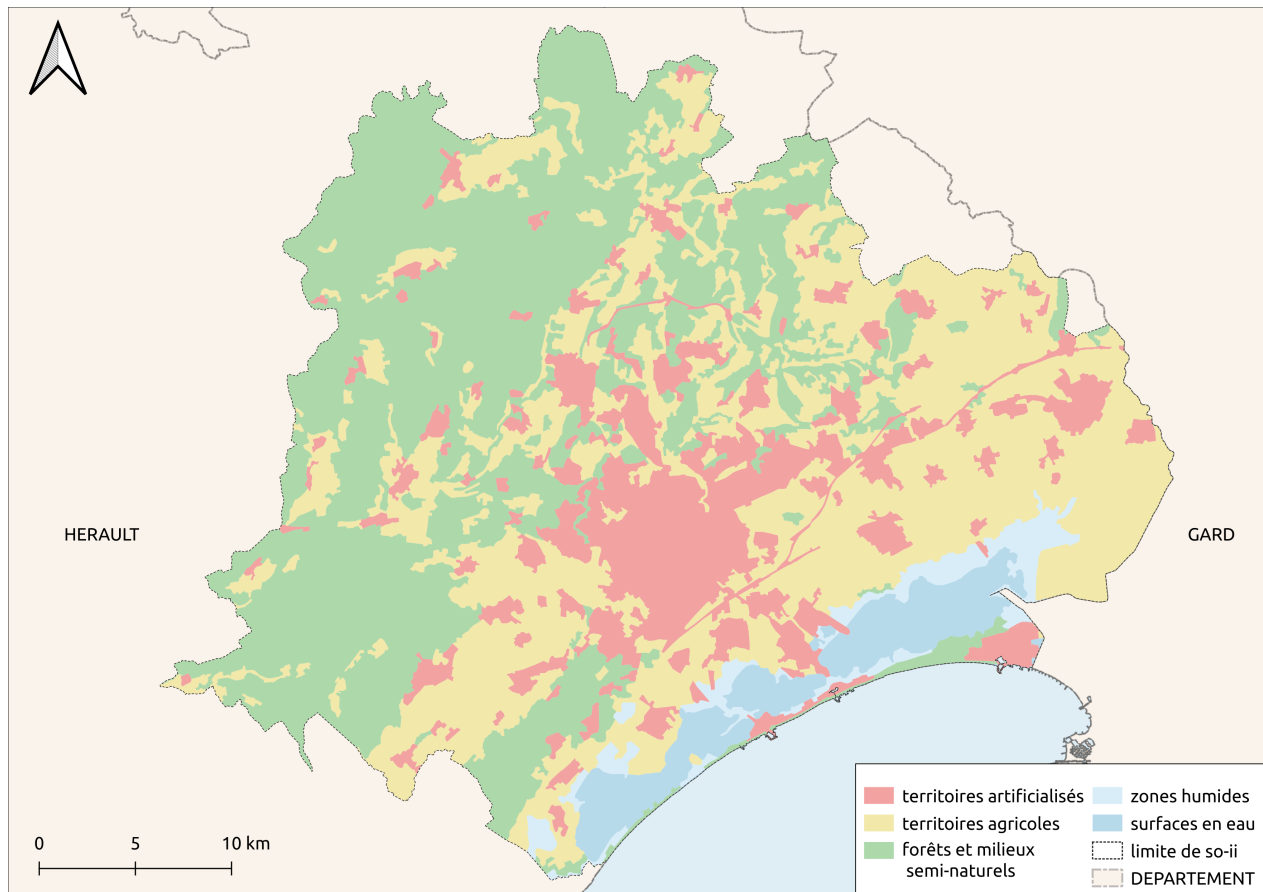 HERAULT
GARD
0 5 10 km
territoires artificialisés
territoires agricoles
forêts et milieux
semi-naturels
zones humides
surfaces en eau
limite de so-ii
DEPARTEMENT